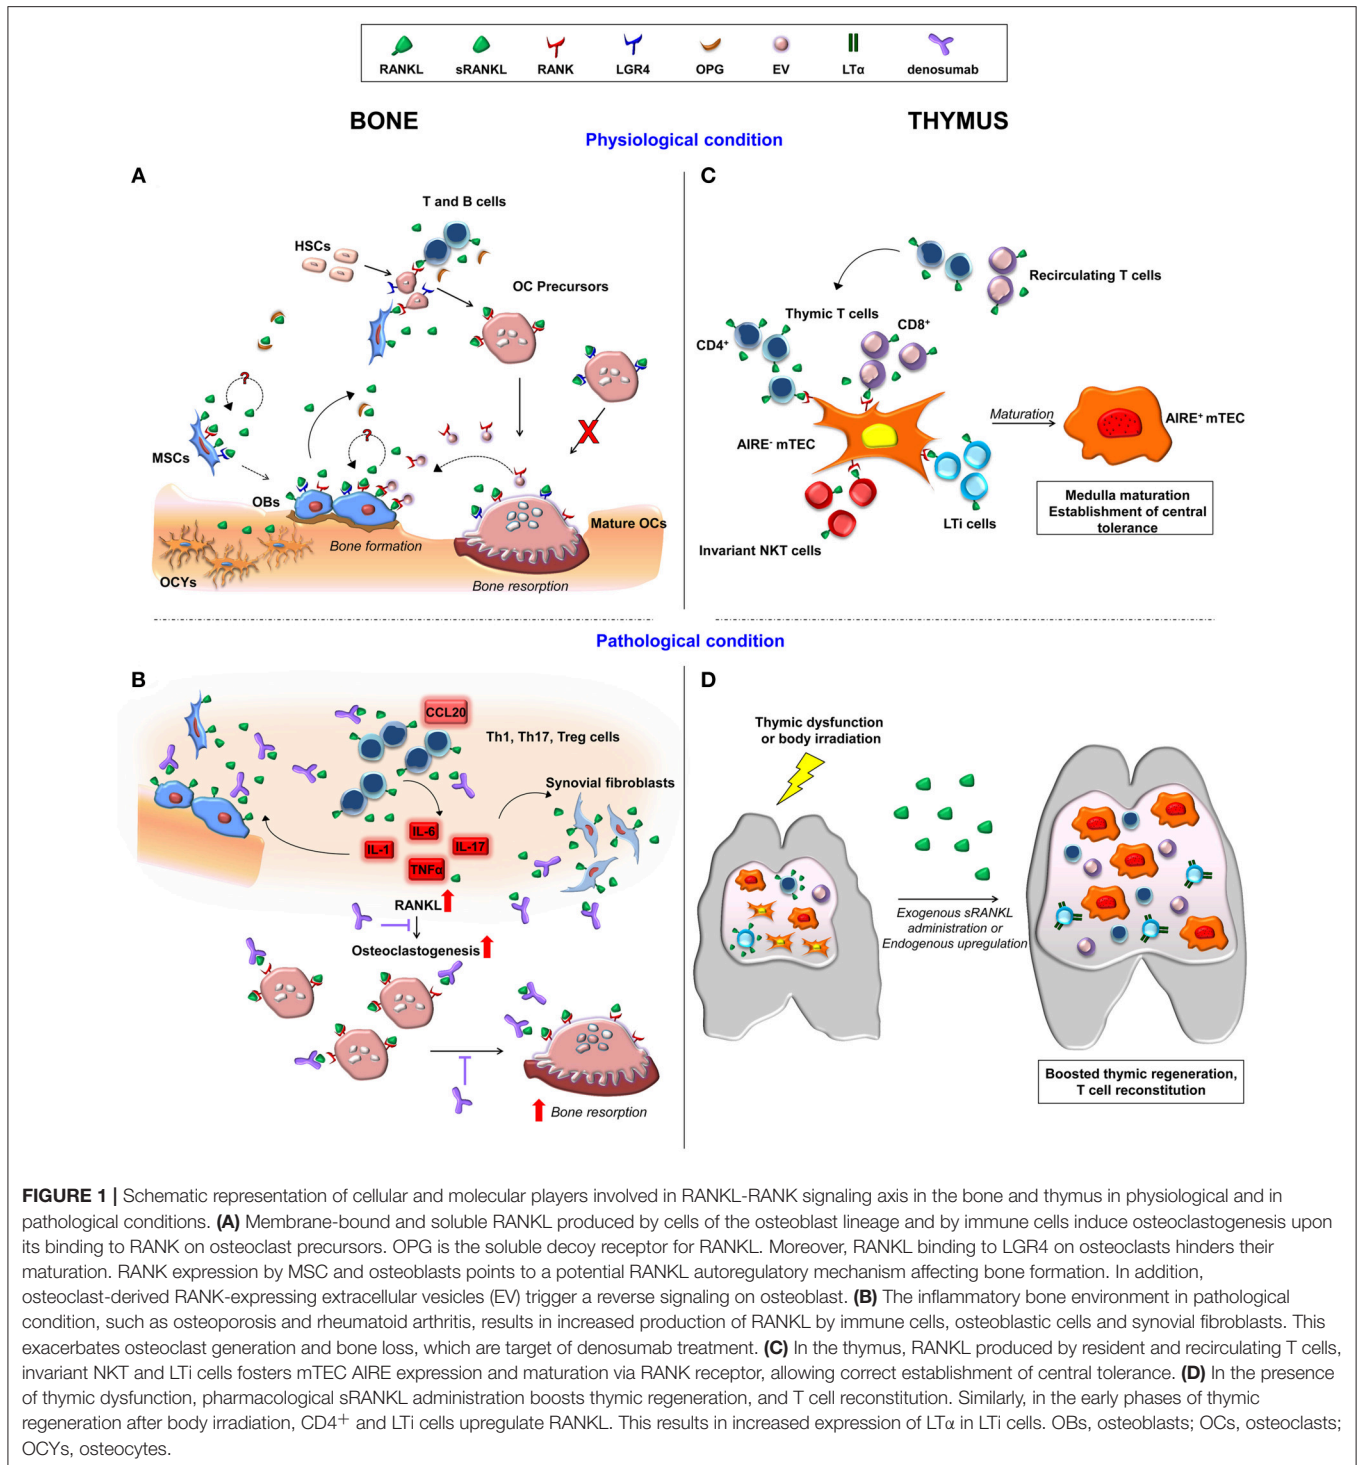 RANKL sRANKL RANK LGR4 OPG EV LTα denosumab
BONE
THYMUS
Physiological condition
A
T and B cells
HSCs
OC Precursors
?
?
X
MSCs
OBs
Mature OCs
Bone formation
OCYs
Bone resorption
C
Recirculating T cells
Thymic T cells
CD4+
CD8+
Maturation
AIRE- mTEC
AIRE+ mTEC
LTi cells
Invariant NKT cells
Medulla maturation
Establishment of central
tolerance
Pathological condition
B
CCL20
Th1, Th17, Treg cells
Synovial fibroblasts
IL-6
IL-1
IL-17
TNFα
RANKL
Osteoclastogenesis
Bone resorption
D
Thymic dysfunction
or body irradiation
Exogenous sRANKL
administration or
Endogenous upregulation
Boosted thymic regeneration,
T cell reconstitution
FIGURE 1 | Schematic representation of cellular and molecular players involved in RANKL-RANK signaling axis in the bone and thymus in physiological and in
pathological conditions. (A) Membrane-bound and soluble RANKL produced by cells of the osteoblast lineage and by immune cells induce osteoclastogenesis upon
its binding to RANK on osteoclast precursors. OPG is the soluble decoy receptor for RANKL. Moreover, RANKL binding to LGR4 on osteoclasts hinders their
maturation. RANK expression by MSC and osteoblasts points to a potential RANKL autoregulatory mechanism affecting bone formation. In addition,
osteoclast-derived RANK-expressing extracellular vesicles (EV) trigger a reverse signaling on osteoblast. (B) The inflammatory bone environment in pathological
condition, such as osteoporosis and rheumatoid arthritis, results in increased production of RANKL by immune cells, osteoblastic cells and synovial fibroblasts. This
exacerbates osteoclast generation and bone loss, which are target of denosumab treatment. (C) In the thymus, RANKL produced by resident and recirculating T cells,
invariant NKT and LTi cells fosters mTEC AIRE expression and maturation via RANK receptor, allowing correct establishment of central tolerance. (D) In the presence
of thymic dysfunction, pharmacological sRANKL administration boosts thymic regeneration, and T cell reconstitution. Similarly, in the early phases of thymic
regeneration after body irradiation, CD4+ and LTi cells upregulate RANKL. This results in increased expression of LTα in LTi cells. OBs, osteoblasts; OCs, osteoclasts;
OCYs, osteocytes.